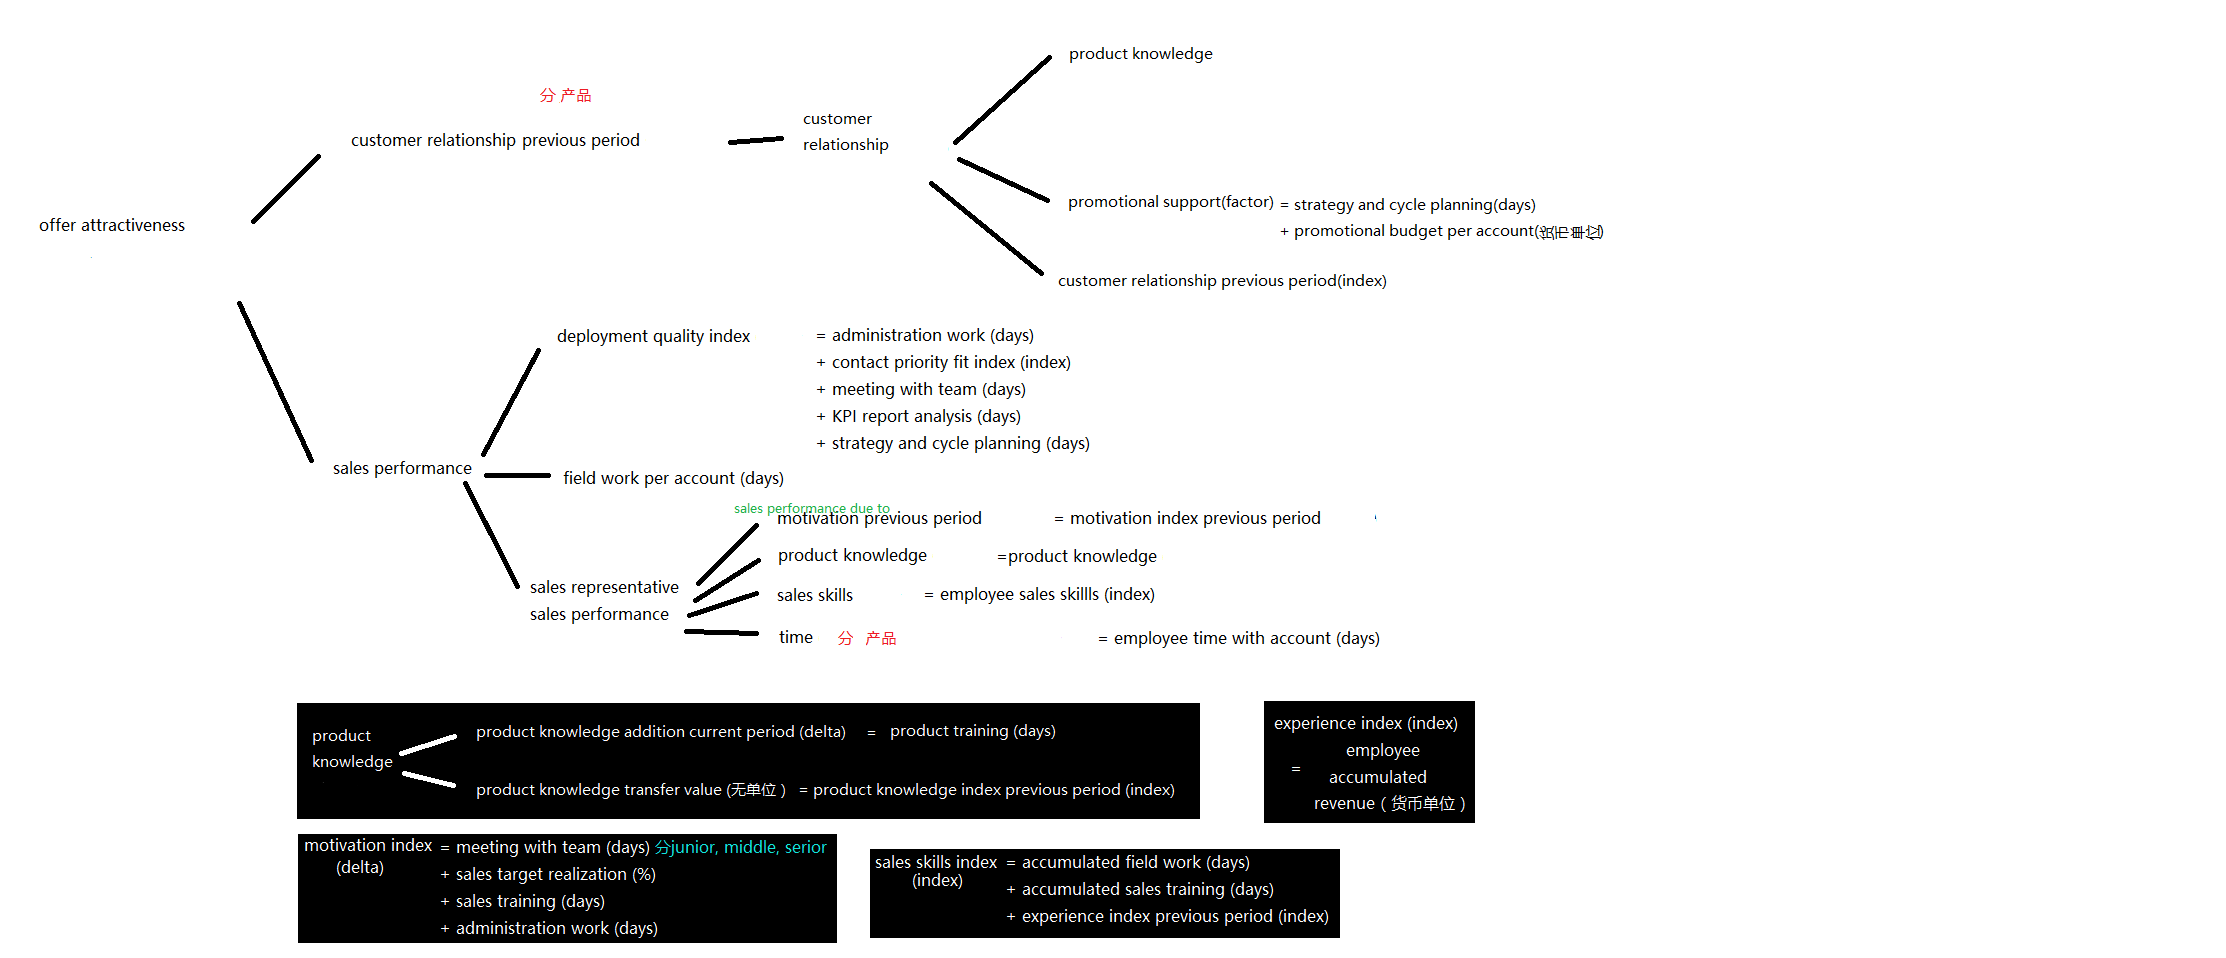 product knowledge
分 产品
customer
relationship
customer relationship previous period
promotional support(factor) = strategy and cycle planning(days)
+ promotional budget per account(货币单位)
offer attractiveness
customer relationship previous period(index)
deployment quality index = administration work (days)
+ contact priority fit index (index)
+ meeting with team (days)
+ KPI report analysis (days)
+ strategy and cycle planning (days)
sales performance
field work per account (days)
sales performance due to
motivation previous period = motivation index previous period
product knowledge =product knowledge
sales representative
sales performance
sales skills = employee sales skillls (index)
time 分 产品 = employee time with account (days)
product
knowledge
product knowledge addition current period (delta) = product training (days)
product knowledge transfer value (无单位） = product knowledge index previous period (index)
experience index (index)
= employee
accumulated
revenue（货币单位）
motivation index
(delta)
= meeting with team (days) 分junior, middle, serior
+ sales target realization (%)
+ sales training (days)
+ administration work (days)
sales skills index
(index)
= accumulated field work (days)
+ accumulated sales training (days)
+ experience index previous period (index)